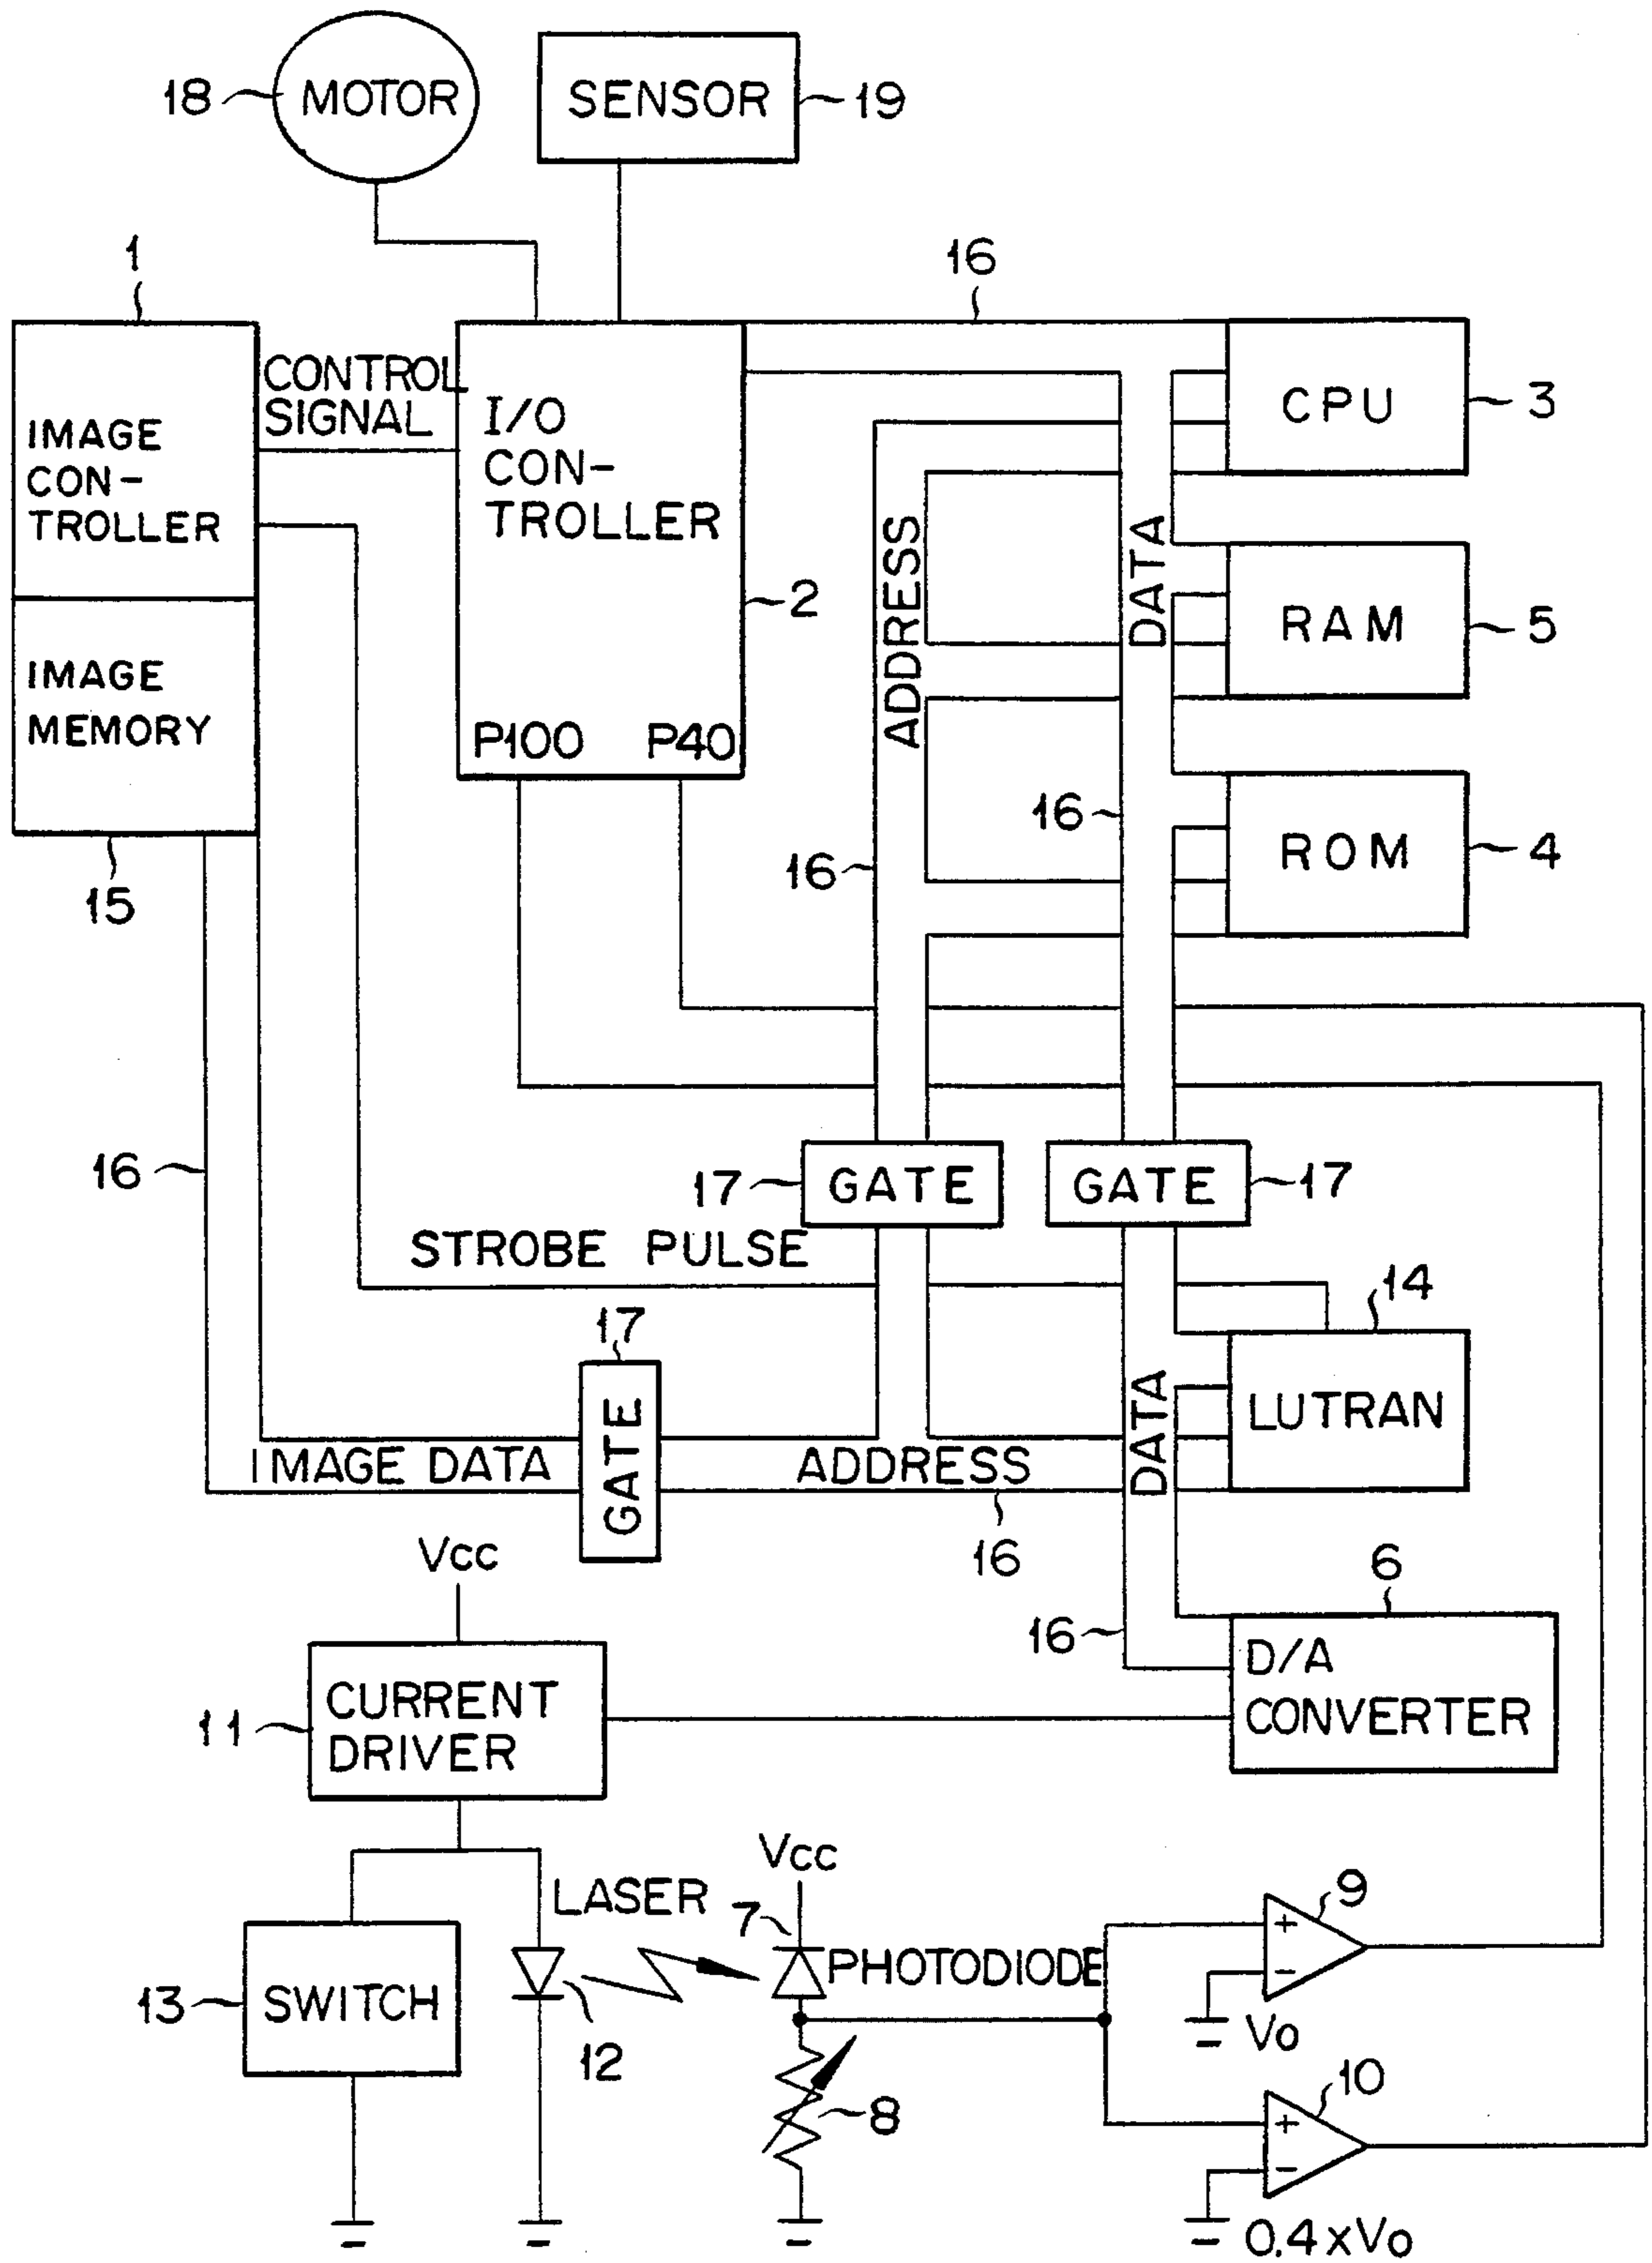 18
MOTOR
SENSOR
19
1
16
CONTROL
SIGNAL
IMAGE
CON-
TROLLER
I/O
CON-
TROLLER
CPU
3
2
ADDRESS
DATA
RAM
5
IMAGE
MEMORY
P100
P40
15
16
16
ROM
4
16
17
GATE
GATE
17
STROBE PULSE
14
17
GATE
LUTRAN
IMAGE DATA
ADDRESS
DATA
16
Vcc
6
16
D/A
CONVERTER
11
CURRENT
DRIVER
Vcc
LASER
7
9
+
−
PHOTODIODE
13
SWITCH
12
Vo
8
10
+
−
0.4xVo